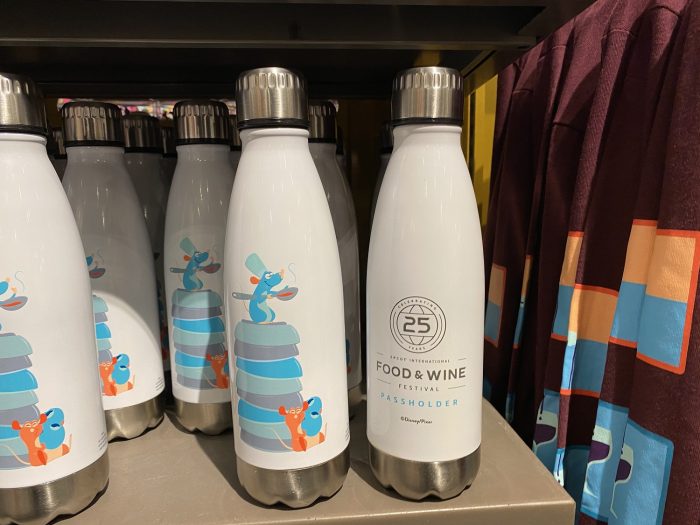 CELEBRATING
25
YEARS
EPCOT INTERNATIONAL
FOOD & WINE
FESTIVAL
PASSHOLDER
©Disney/Pixar